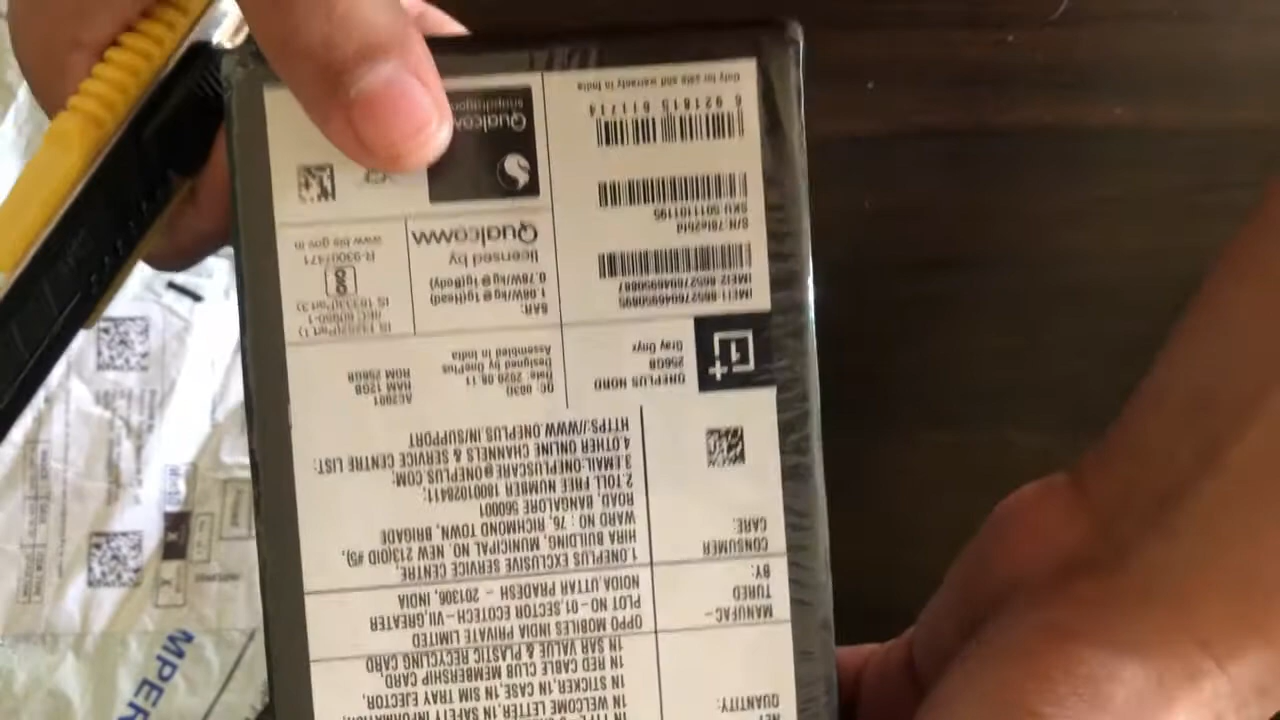 NET
QUANTITY:
1N WELCOME LETTER, 1N SAFETY INFORMATION,
1N STICKER, 1N CASE, 1N SIM TRAY EJECTOR,
1N RED CABLE CLUB MEMBERSHIP CARD
1N SAR VALUE & PLASTIC RECYCLING CARD
MANUFAC-
TURED
BY:
OPPO MOBILES INDIA PRIVATE LIMITED
PLOT NO-01,SECTOR ECOTECH-VII,GREATER
NOIDA,UTTAR PRADESH - 201306, INDIA
CONSUMER
CARE:
1.ONEPLUS EXCLUSIVE SERVICE CENTRE,
HIRA BUILDING, MUNICIPAL NO. NEW 213(OID #5),
WARD NO : 76, RICHMOND TOWN, BRIGADE
ROAD, BANGALORE 560001
2.TOLL FREE NUMBER 18001028411;
3.EMAIL:ONEPLUSCARE@ONEPLUS.COM;
4.OTHER ONLINE CHANNELS & SERVICE CENTRE LIST:
HTTPS://WWW.ONEPLUS.IN/SUPPORT
ONEPLUS NORD
256GB
Gray Onyx
QC: 0830
Date: 2020.08.11
Designed by OnePlus
Assembled in India
AC2001
RAM 12GB
ROM 256GB
SKU:5011101195
6 921815 611714
Only for sale and warranty in India
SAR:
1.08W/kg@1g(Head)
0.78W/kg@1g(Body)
licensed by
Qualcomm
IS 13252(Part 1)
IEC 60950-1
IS 16333(Part 3)
R-93007471
www.bis.gov.in
Qualcomm
snapdragon
MPER